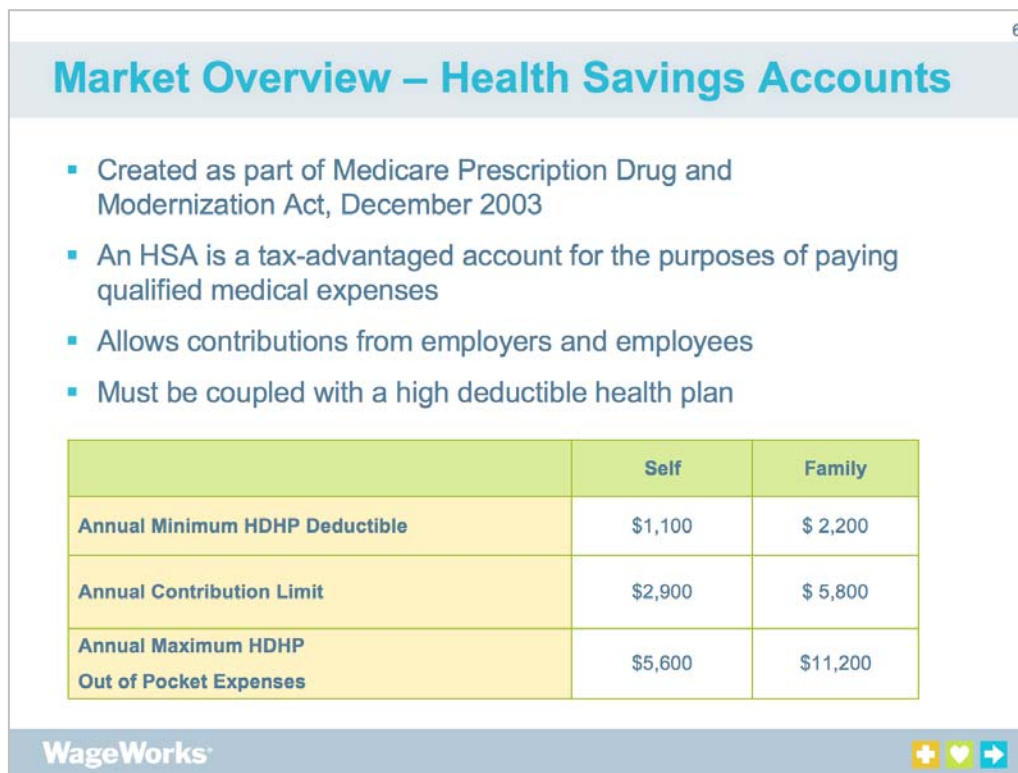 6
Market Overview – Health Savings Accounts
▪ Created as part of Medicare Prescription Drug and
Modernization Act, December 2003
▪ An HSA is a tax-advantaged account for the purposes of paying
qualified medical expenses
▪ Allows contributions from employers and employees
▪ Must be coupled with a high deductible health plan
Self Family
Annual Minimum HDHP Deductible $1,100 $ 2,200
Annual Contribution Limit $2,900 $ 5,800
Annual Maximum HDHP
Out of Pocket Expenses $5,600 $11,200
WageWorks